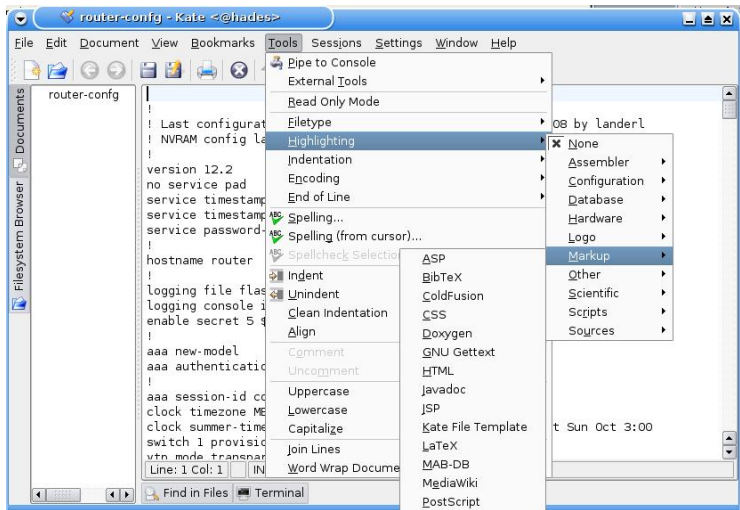 router-confg - Kate <@hades>
File Edit Document View Bookmarks Tools Sessions Settings Window Help
Documents
Filesystem Browser
router-confg
!
! Last configurat
08 by landerl
! NVRAM config la
!
version 12.2
no service pad
service timestamp
service timestamp
service password-
!
hostname router
!
logging file flas
logging console i
enable secret 5 $
!
aaa new-model
aaa authenticatio
!
aaa session-id co
clock timezone ME
clock summer-time
t Sun Oct 3:00
switch 1 provisio
vtp mode transpar
Line: 1 Col: 1
IN
Find in Files
Terminal
Pipe to Console
External Tools
Read Only Mode
Filetype
Highlighting
Indentation
Encoding
End of Line
Spelling...
Spelling (from cursor)...
Spellcheck Selection
Indent
Unindent
Clean Indentation
Align
Comment
Uncomment
Uppercase
Lowercase
Capitalize
Join Lines
Word Wrap Docume
None
Assembler
Configuration
Database
Hardware
Logo
Markup
Other
Scientific
Scripts
Sources
ASP
BibTeX
ColdFusion
CSS
Doxygen
GNU Gettext
HTML
Javadoc
JSP
Kate File Template
LaTeX
MAB-DB
MediaWiki
PostScript